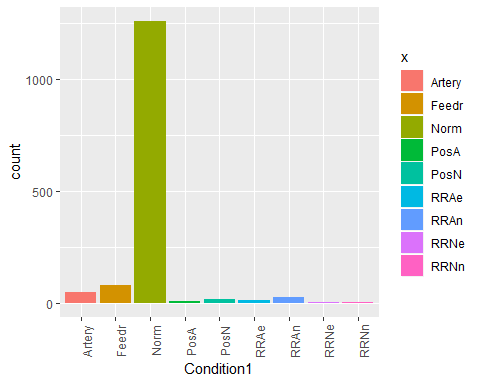 1000
500
0
count
Artery
Feedr
Norm
PosA
PosN
RRAe
RRAn
RRNe
RRNn
Condition1
x
Artery
Feedr
Norm
PosA
PosN
RRAe
RRAn
RRNe
RRNn